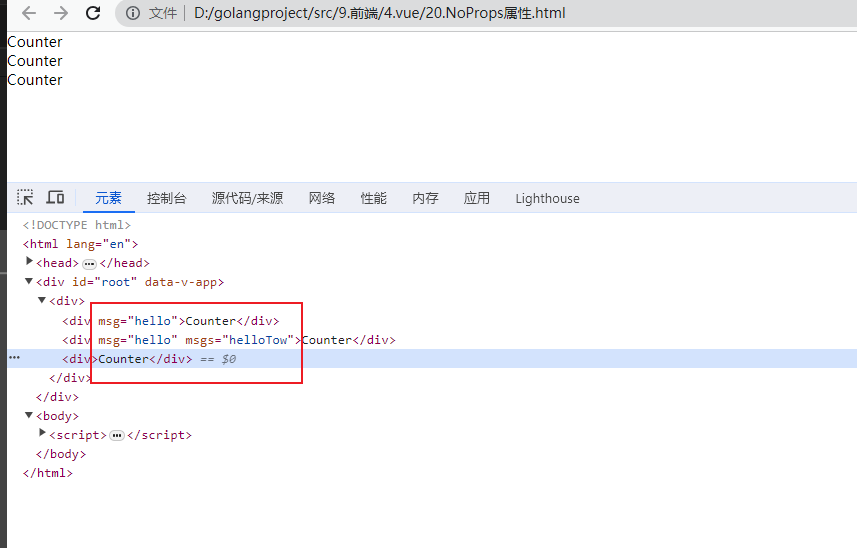 文件 D:/golangproject/src/9.前端/4.vue/20.NoProps属性.html
Counter
Counter
Counter
元素 控制台 源代码/来源 网络 性能 内存 应用 Lighthouse
<!DOCTYPE html>
<html lang="en">
<head> ••• </head>
<div id="root" data-v-app>
<div>
<div msg="hello">Counter</div>
<div msg="hello" msgs="helloTow">Counter</div>
<div>Counter</div> == $0
</div>
</div>
<body>
<script> ••• </script>
</body>
</html>